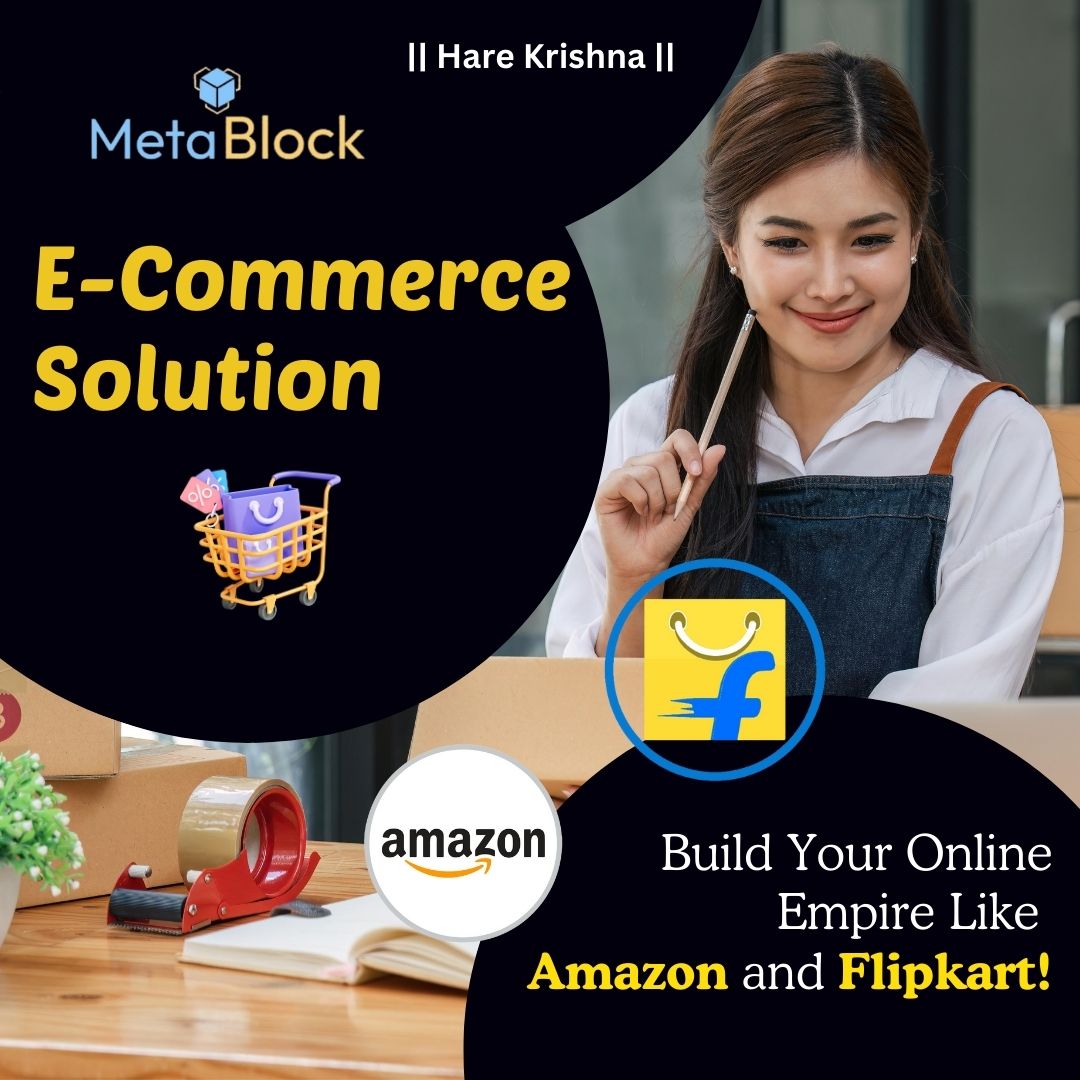 || Hare Krishna ||
MetaBlock
E-Commerce
Solution
%
f
amazon
Build Your Online
Empire Like
Amazon and Flipkart!